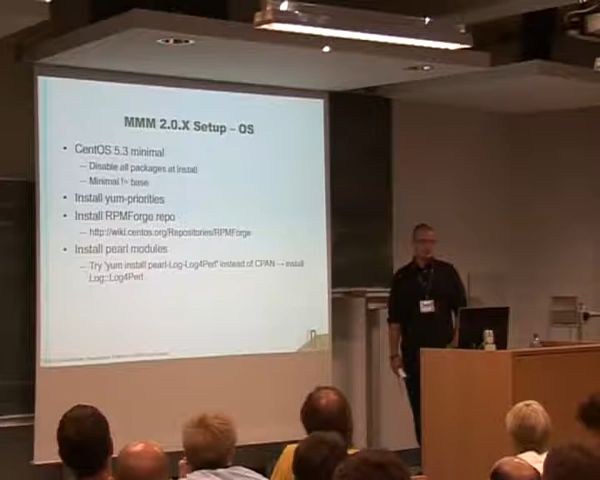 MMM 2.0.X Setup – OS
• CentOS 5.3 minimal
– Disable all packages at install
– Minimal != base
• Install yum-priorities
• Install RPMForge repo
– http://wiki.centos.org/Repositories/RPMForge
• Install pearl modules
– Try 'yum install pearl-Log-Log4Perl' instead of CPAN → install
Log::Log4Perl